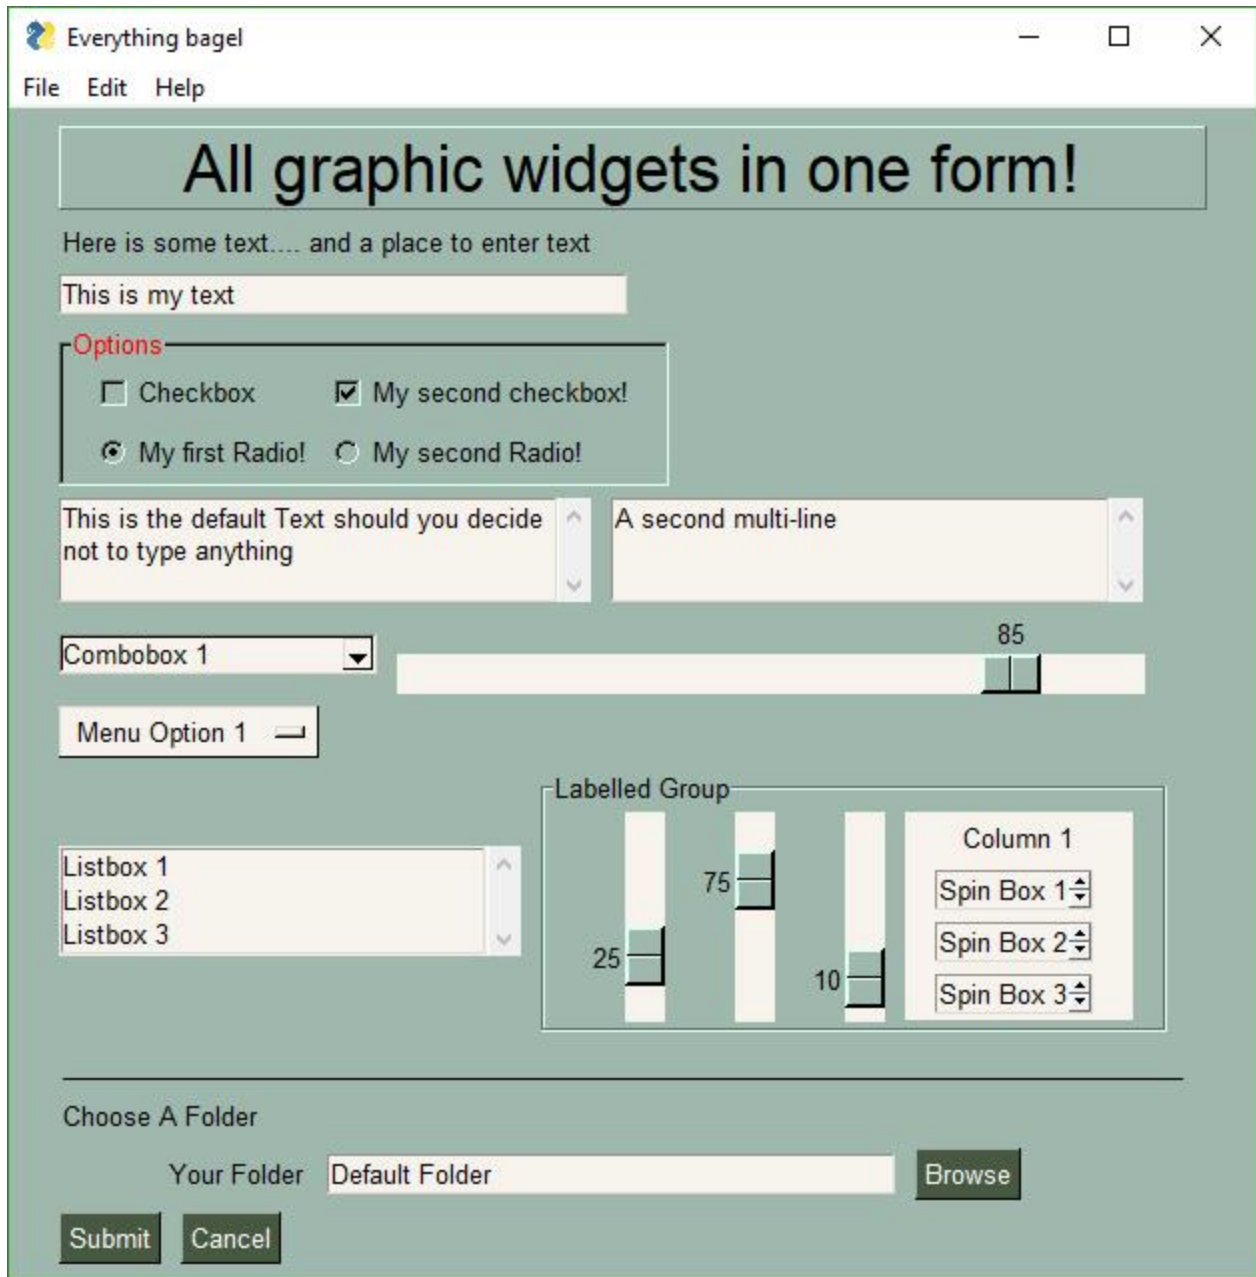 Everything bagel
File Edit Help
All graphic widgets in one form!
Here is some text.... and a place to enter text
This is my text
Options
Checkbox My second checkbox!
My first Radio! My second Radio!
This is the default Text should you decide
not to type anything
A second multi-line
85
Combobox 1
Menu Option 1
Listbox 1
Listbox 2
Listbox 3
Labelled Group
25
75
10
Column 1
Spin Box 1
Spin Box 2
Spin Box 3
Choose A Folder
Your Folder Default Folder Browse
Submit Cancel